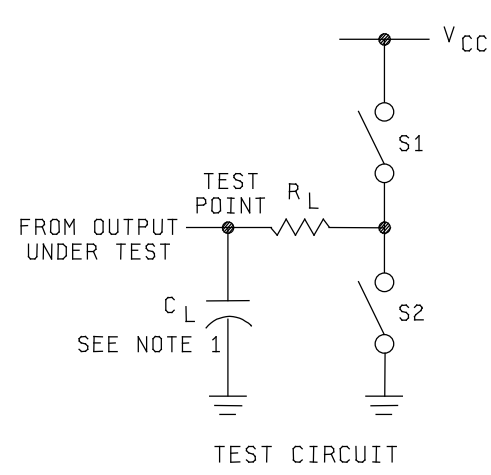 V CC
S1
TEST
POINT
R L
FROM OUTPUT
UNDER TEST
S2
C L
SEE NOTE 1
TEST CIRCUIT